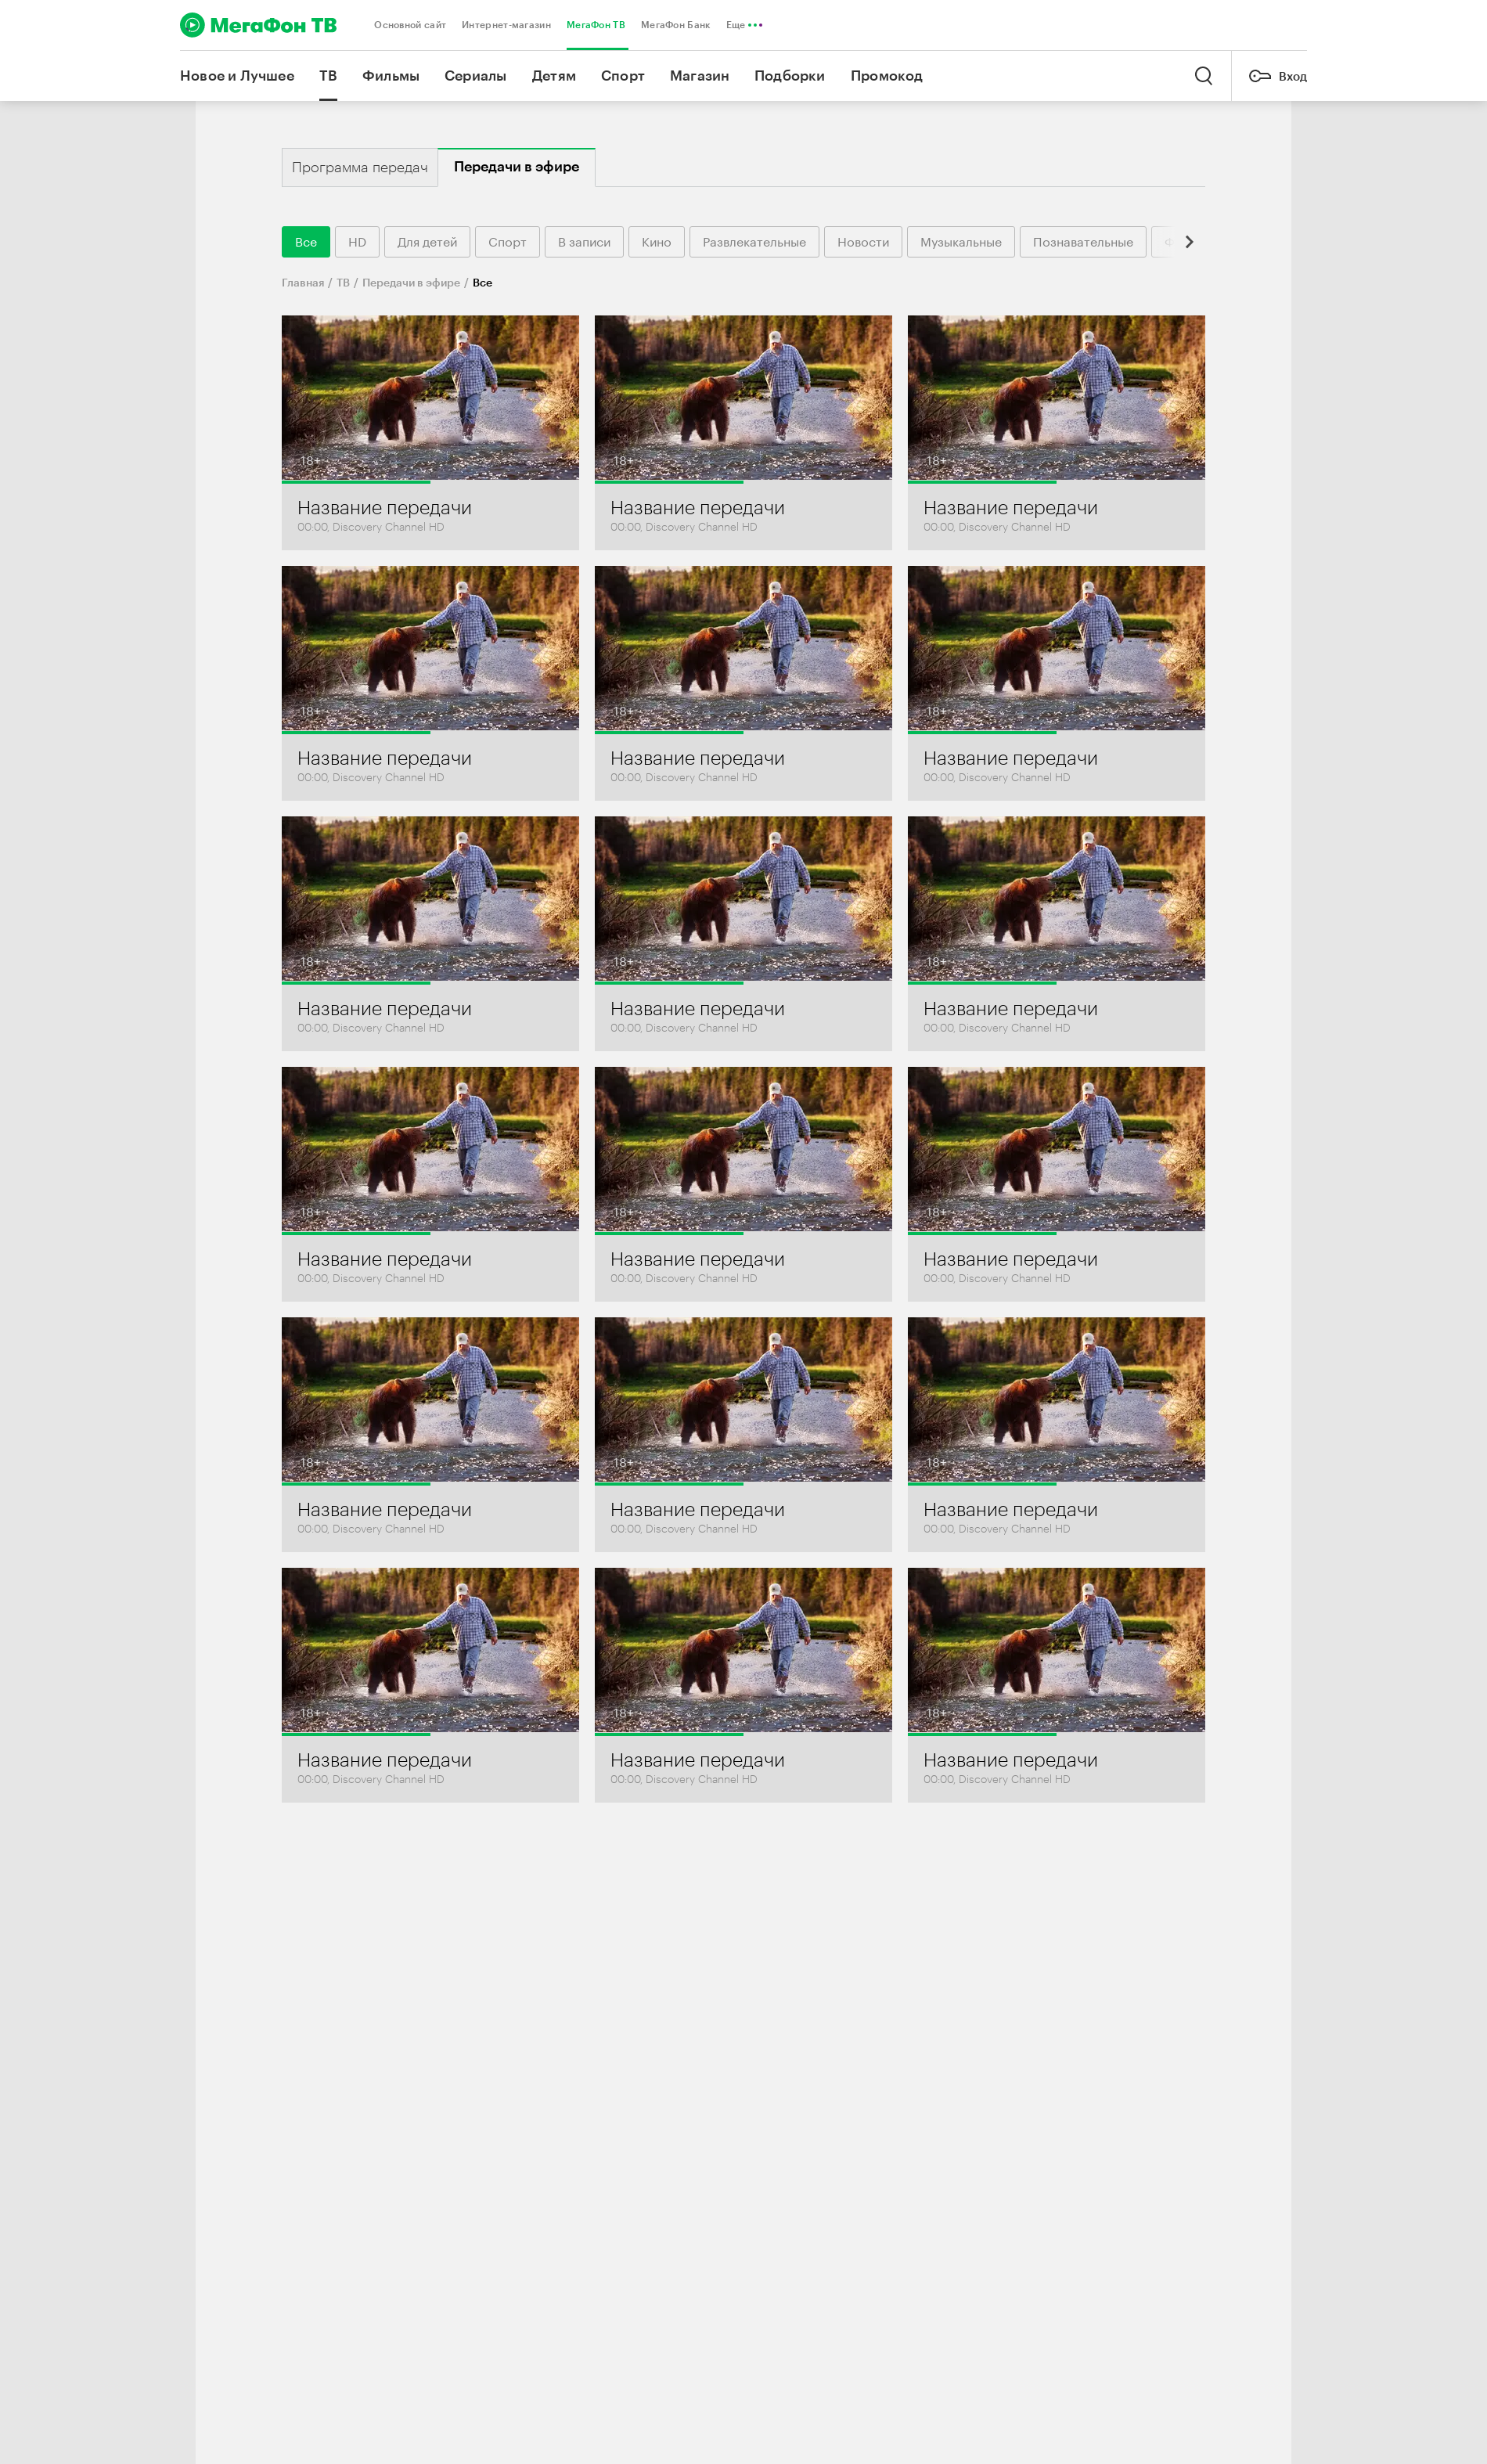 МегаФон ТВ
Основной сайт Интернет-магазин МегаФон ТВ МегаФон Банк Еще
Новое и Лучшее ТВ Фильмы Сериалы Детям Спорт Магазин Подборки Промокод Вход
Программа передач Передачи в эфире
Все HD Для детей Спорт В записи Кино Развлекательные Новости Музыкальные Познавательные
Главная / ТВ / Передачи в эфире / Все
18+ 18+ 18+
Название передачи Название передачи Название передачи
00:00, Discovery Channel HD 00:00, Discovery Channel HD 00:00, Discovery Channel HD
18+ 18+ 18+
Название передачи Название передачи Название передачи
00:00, Discovery Channel HD 00:00, Discovery Channel HD 00:00, Discovery Channel HD
18+ 18+ 18+
Название передачи Название передачи Название передачи
00:00, Discovery Channel HD 00:00, Discovery Channel HD 00:00, Discovery Channel HD
18+ 18+ 18+
Название передачи Название передачи Название передачи
00:00, Discovery Channel HD 00:00, Discovery Channel HD 00:00, Discovery Channel HD
18+ 18+ 18+
Название передачи Название передачи Название передачи
00:00, Discovery Channel HD 00:00, Discovery Channel HD 00:00, Discovery Channel HD
18+ 18+ 18+
Название передачи Название передачи Название передачи
00:00, Discovery Channel HD 00:00, Discovery Channel HD 00:00, Discovery Channel HD